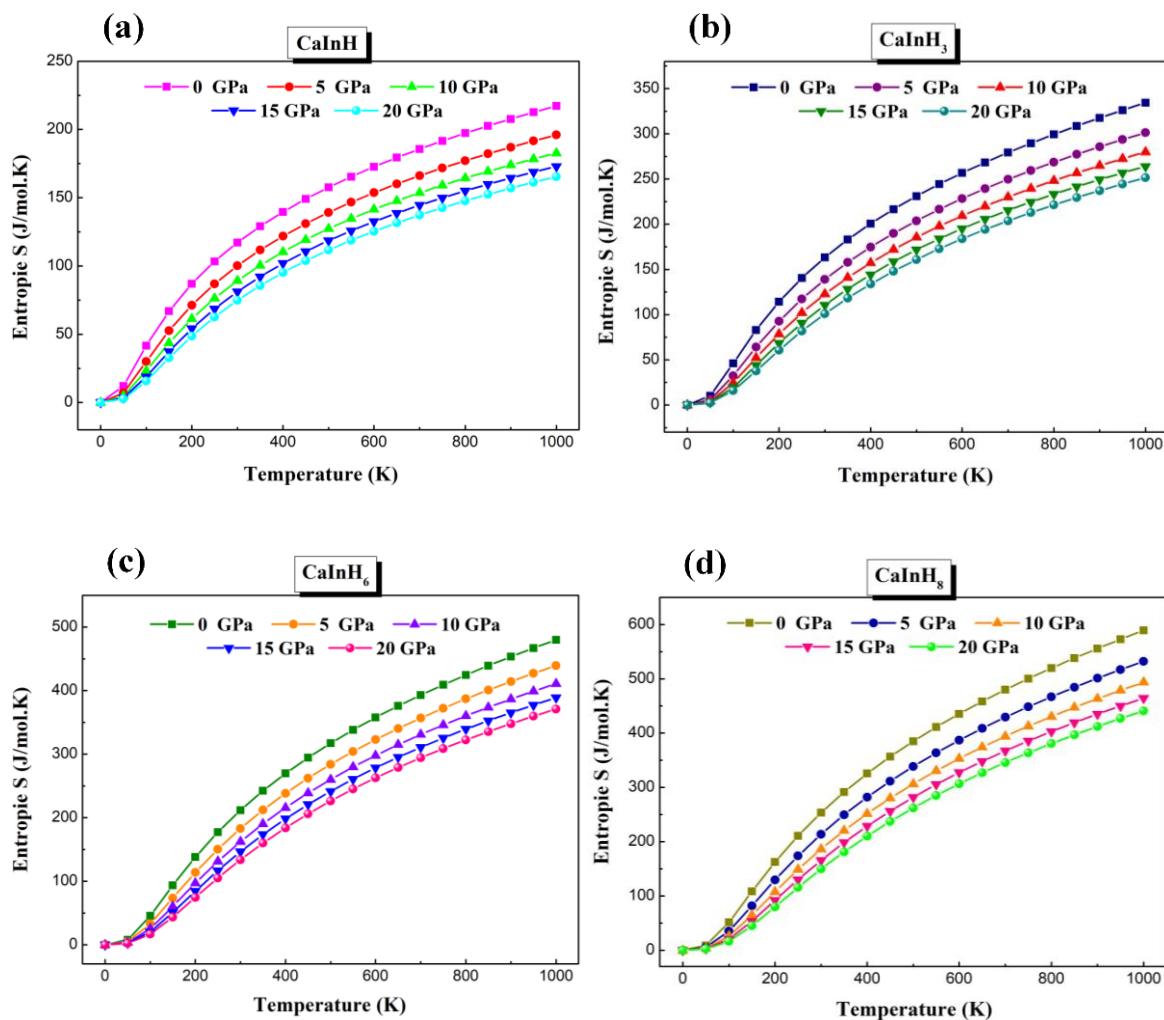 (a)
CaInH
250
200
150
100
50
0
Entropic S (J/mol.K)
0 GPa 5 GPa 10 GPa
15 GPa 20 GPa
0 200 400 600 800 1000
Temperature (K)
(b)
CaInH₃
350
300
250
200
150
100
50
0
Entropic S (J/mol.K)
0 GPa 5 GPa 10 GPa
15 GPa 20 GPa
0 200 400 600 800 1000
Temperature (K)
(c)
CaInH₆
500
400
300
200
100
0
Entropic S (J/mol.K)
0 GPa 5 GPa 10 GPa
15 GPa 20 GPa
0 200 400 600 800 1000
Temperature (K)
(d)
CaInH₈
600
500
400
300
200
100
0
Entropic S (J/mol.K)
0 GPa 5 GPa 10 GPa
15 GPa 20 GPa
0 200 400 600 800 1000
Temperature (K)